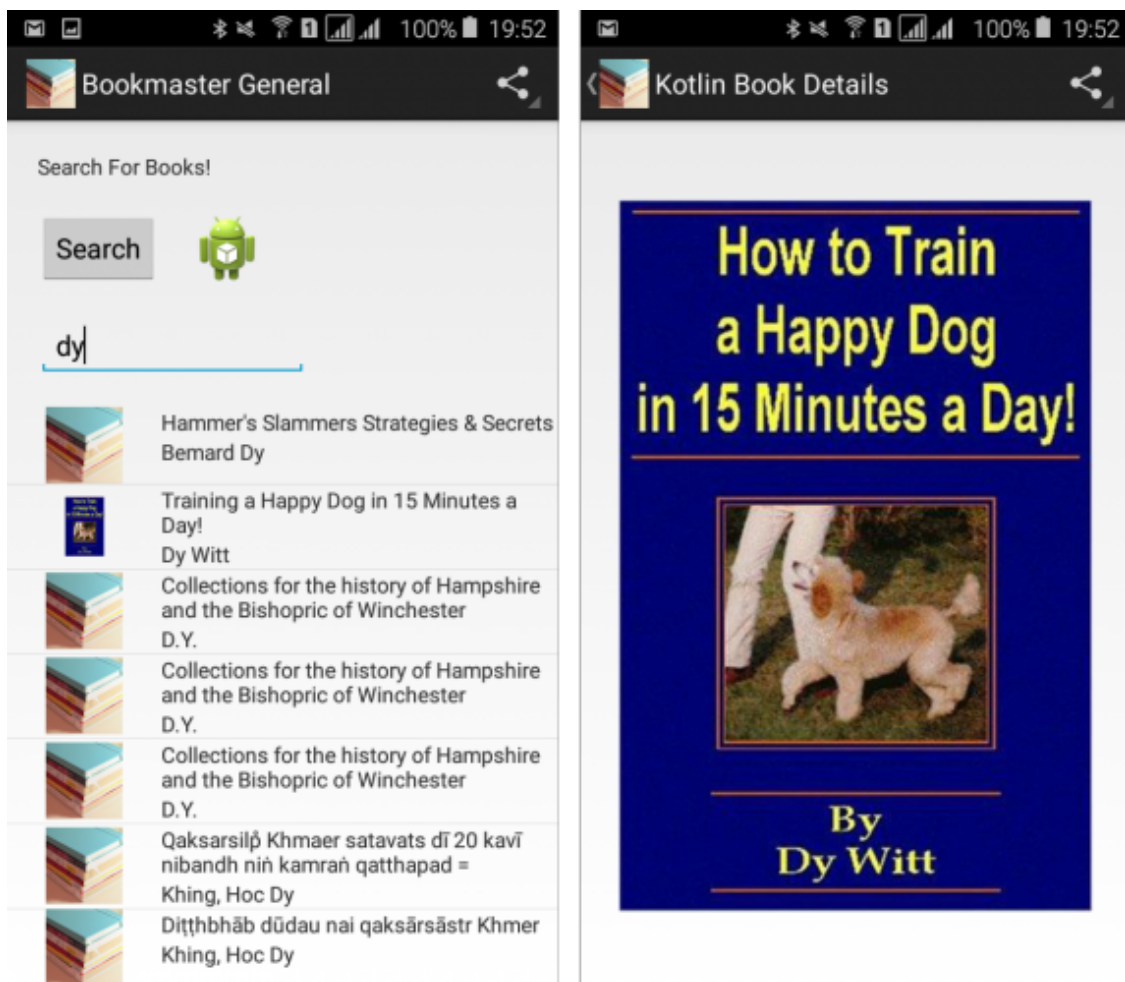 1 100% 19:52
Bookmaster General
Search For Books!
Search
dy
Hammer's Slammers Strategies & Secrets
Bernard Dy
Training a Happy Dog in 15 Minutes a
Day!
Dy Witt
Collections for the history of Hampshire
and the Bishopric of Winchester
D.Y.
Collections for the history of Hampshire
and the Bishopric of Winchester
D.Y.
Collections for the history of Hampshire
and the Bishopric of Winchester
D.Y.
Qaksarsilp̊ Khmaer satavats dī 20 kavī
nibandh niṅ kamraṅ qatthapad =
Khing, Hoc Dy
Diṭṭhbhāb dūdau nai qaksārsāstr Khmer
Khing, Hoc Dy
1 100% 19:52
Kotlin Book Details
How to Train
a Happy Dog
in 15 Minutes a Day!
By
Dy Witt